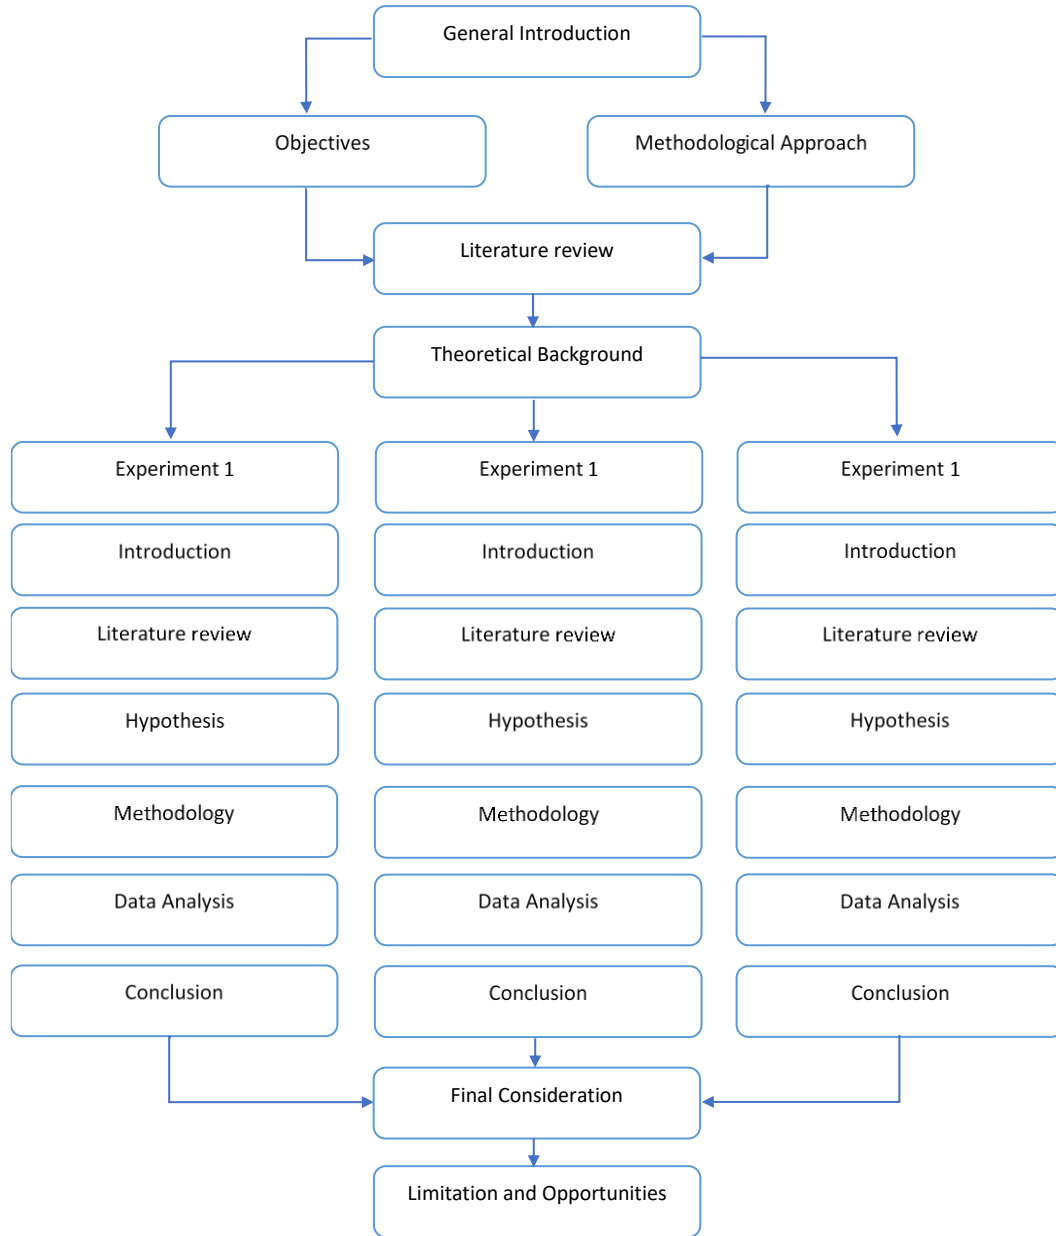 General Introduction
Objectives
Methodological Approach
Literature review
Theoretical Background
Experiment 1
Experiment 1
Experiment 1
Introduction
Introduction
Introduction
Literature review
Literature review
Literature review
Hypothesis
Hypothesis
Hypothesis
Methodology
Methodology
Methodology
Data Analysis
Data Analysis
Data Analysis
Conclusion
Conclusion
Conclusion
Final Consideration
Limitation and Opportunities